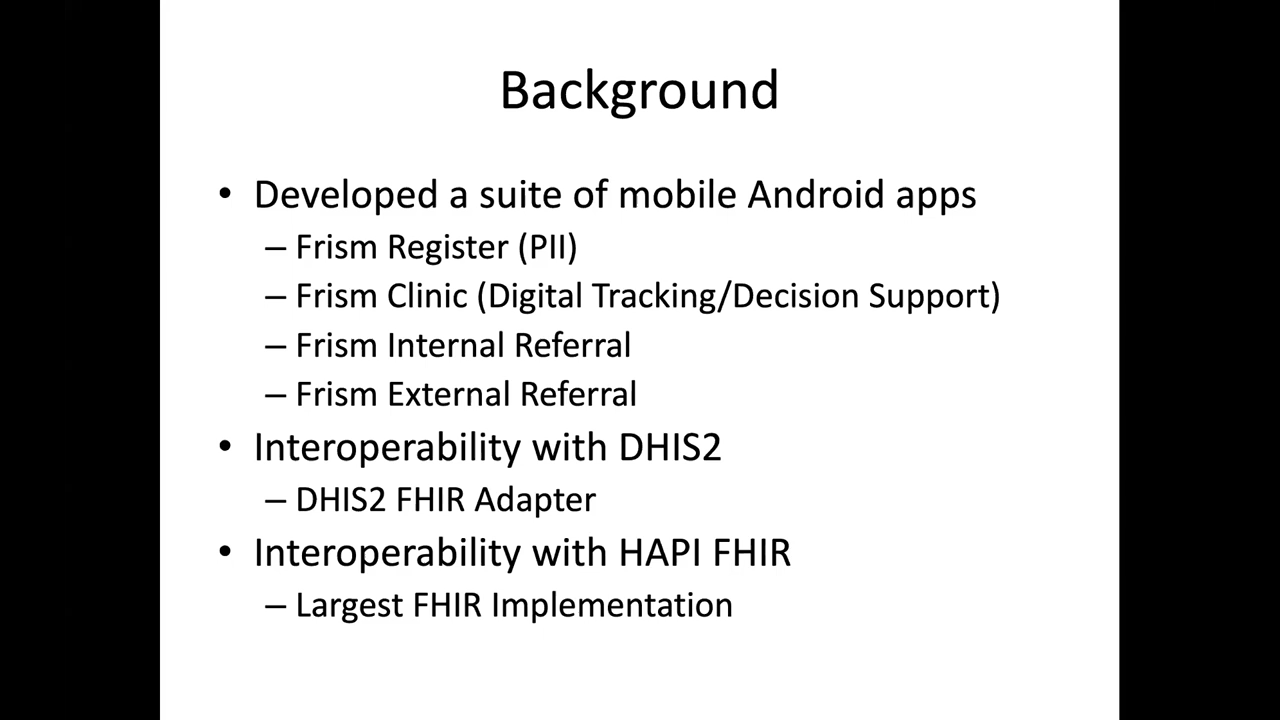 Background
• Developed a suite of mobile Android apps
– Frism Register (PII)
– Frism Clinic (Digital Tracking/Decision Support)
– Frism Internal Referral
– Frism External Referral
• Interoperability with DHIS2
– DHIS2 FHIR Adapter
• Interoperability with HAPI FHIR
– Largest FHIR Implementation